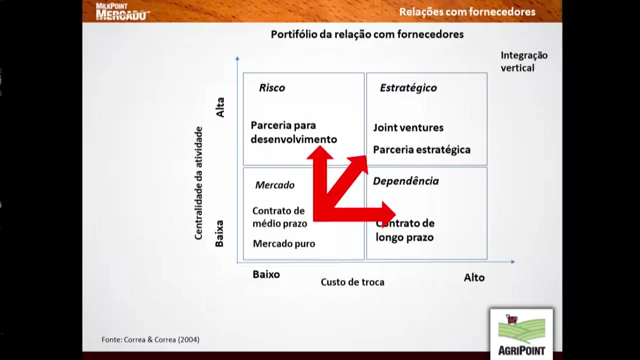 MILKPOINT
MERCADO
Relações com fornecedores
Portifólio da relação com fornecedores
Integração
vertical
Risco
Estratégico
Alta
Parceria para
desenvolvimento
Joint ventures
Parceria estratégica
Centralidade da atividade
Mercado
Dependência
Contrato de
médio prazo
Contrato de
longo prazo
Baixa
Mercado puro
Baixo
Custo de troca
Alto
Fonte: Correa & Correa (2004)
AGRIPOINT